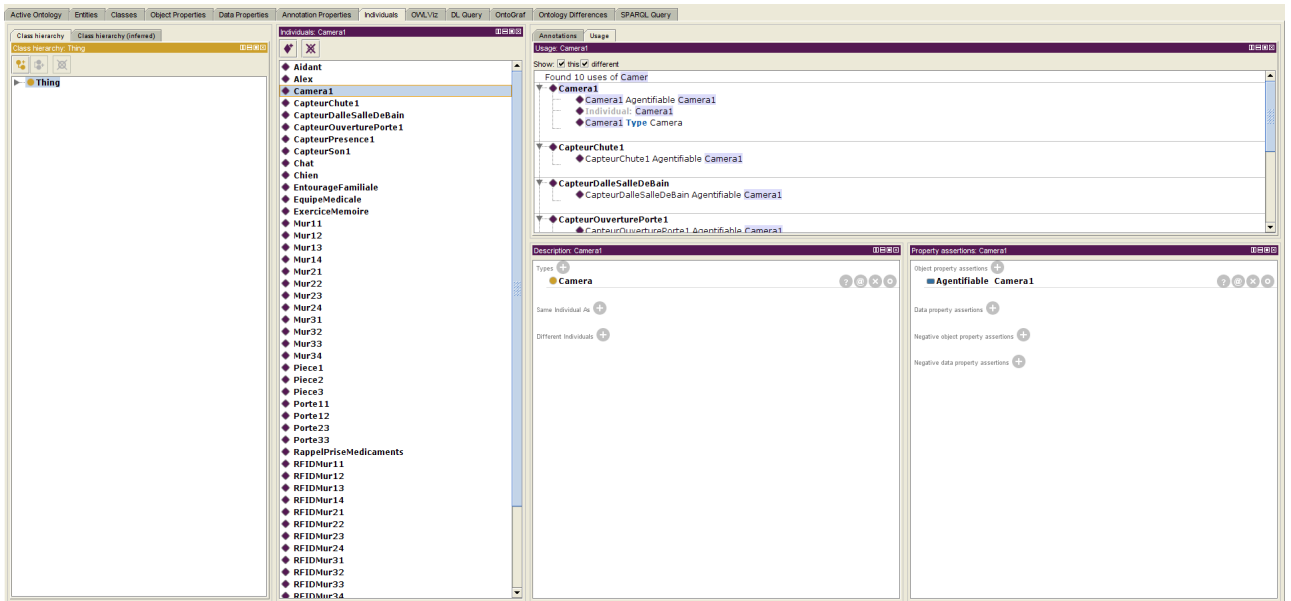 Active Ontology Entities Classes Object Properties Data Properties Annotation Properties Individuals OWLViz DL Query OntoGraf Ontology Differences SPARQL Query
Class hierarchy Class hierarchy (inferred)
Class hierarchy: Thing
Thing
Individuals: Camera1
Aidant
Alex
Camera1
CapteurChute1
CapteurDalleSalleDeBain
CapteurOuverturePorte1
CapteurPresence1
CapteurSon1
Chat
Chien
EntourageFamiliale
EquipeMedicale
ExerciceMemoire
Mur11
Mur12
Mur13
Mur14
Mur21
Mur22
Mur23
Mur24
Mur31
Mur32
Mur33
Mur34
Piece1
Piece2
Piece3
Porte11
Porte12
Porte23
Porte33
RappelPriseMedicaments
RFIDMur11
RFIDMur12
RFIDMur13
RFIDMur14
RFIDMur21
RFIDMur22
RFIDMur23
RFIDMur24
RFIDMur31
RFIDMur32
RFIDMur33
RFIDMur34
Annotations Usage
Usage: Camera1
Show: this different
Found 10 uses of Camer
Camera1
Camera1 Agentifiable Camera1
Individual: Camera1
Camera1 Type Camera
CapteurChute1
CapteurChute1 Agentifiable Camera1
CapteurDalleSalleDeBain
CapteurDalleSalleDeBain Agentifiable Camera1
CapteurOuverturePorte1
CapteurOuverturePorte1 Agentifiable Camera1
Description: Camera1
Types
Camera
Same Individual As
Different Individuals
Property assertions: Camera1
Object property assertions
Agentifiable Camera1
Data property assertions
Negative object property assertions
Negative data property assertions